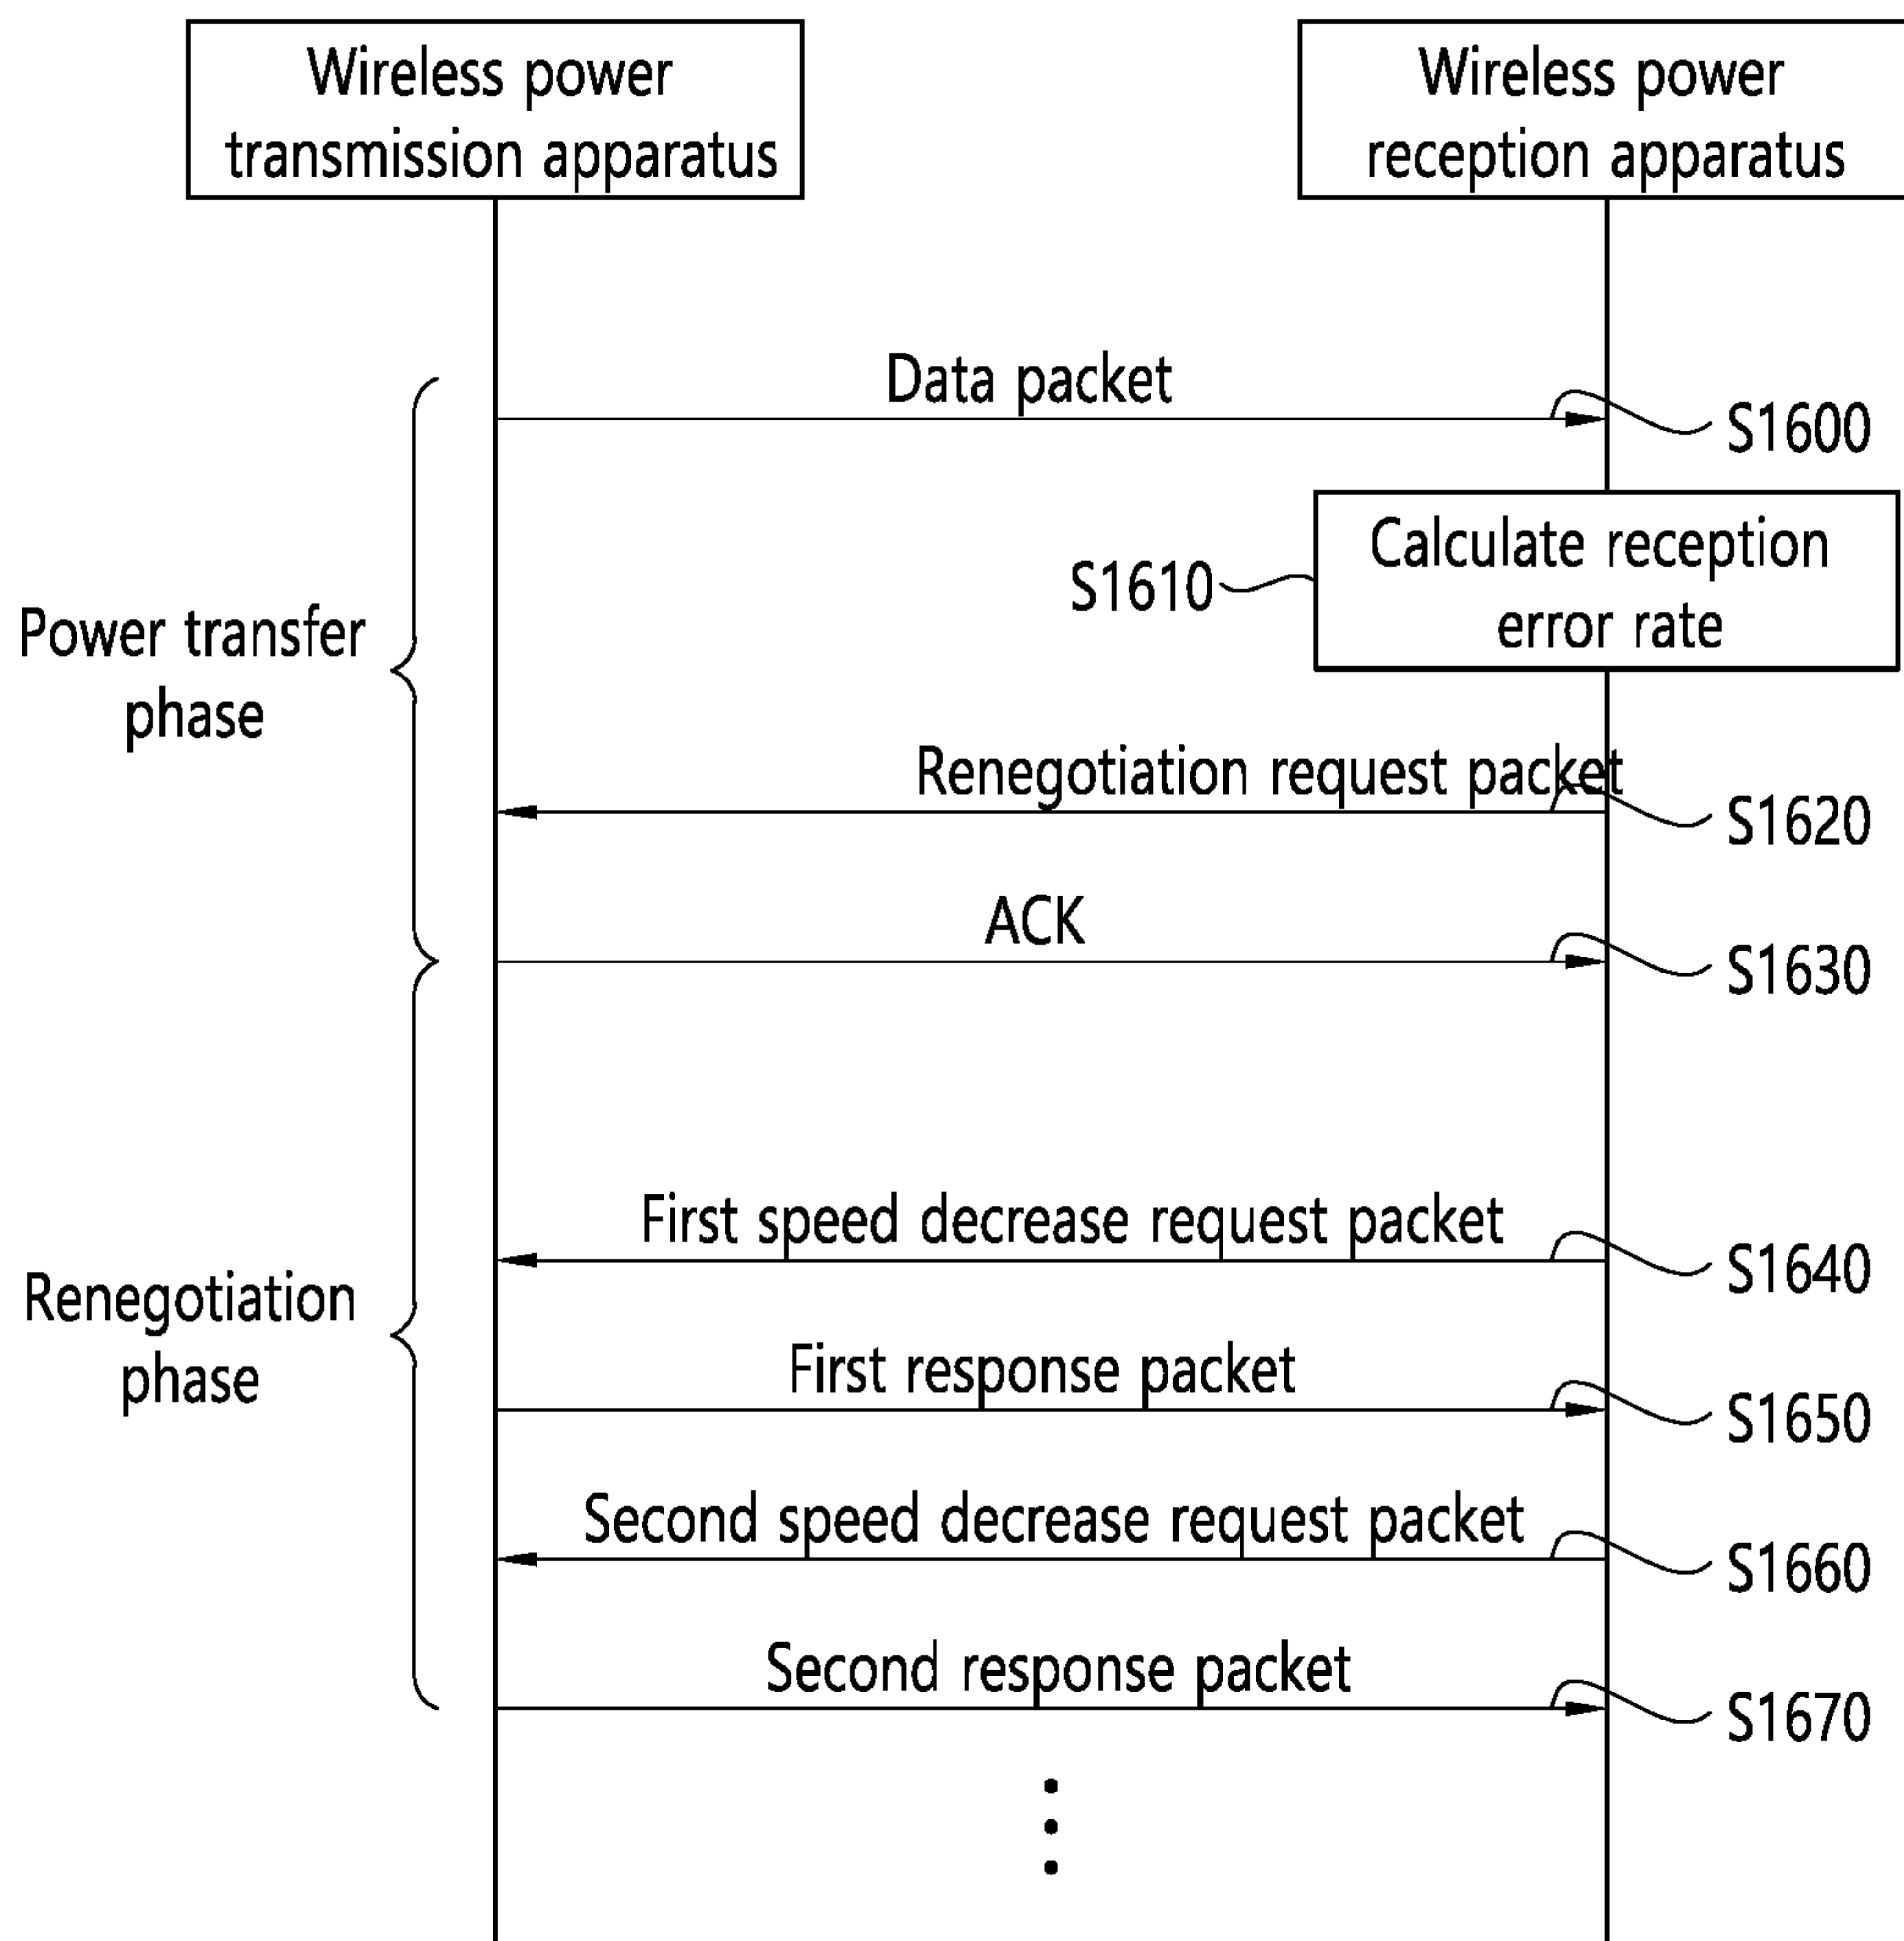 Wireless power
transmission apparatus
Wireless power
reception apparatus
Data packet
S1600
Calculate reception
error rate
S1610
Power transfer
phase
Renegotiation request packet
S1620
ACK
S1630
First speed decrease request packet
S1640
Renegotiation
phase
First response packet
S1650
Second speed decrease request packet
S1660
Second response packet
S1670